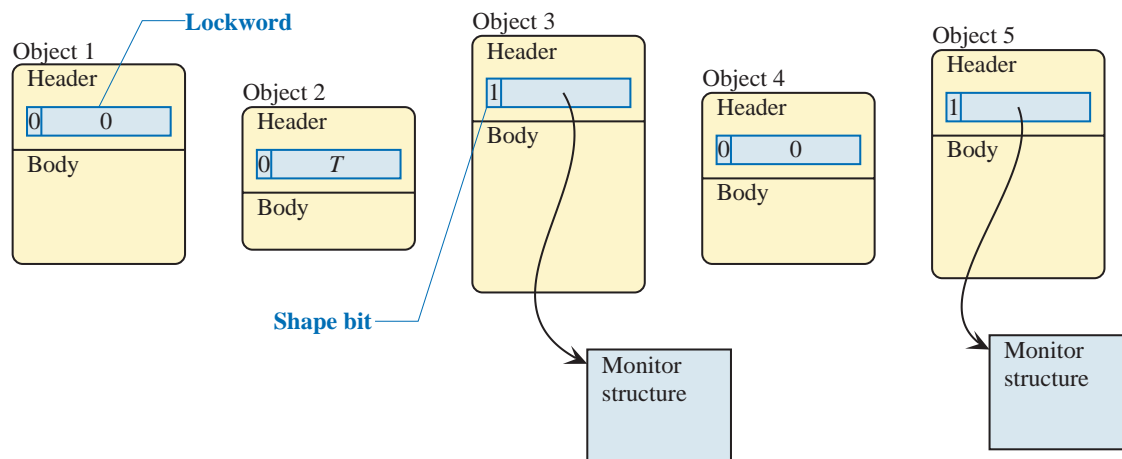 Lockword
Object 1
Header
0 0
Body
Object 2
Header
0 T
Body
Object 3
Header
1
Body
Shape bit
Monitor
structure
Object 4
Header
0 0
Body
Object 5
Header
1
Body
Monitor
structure